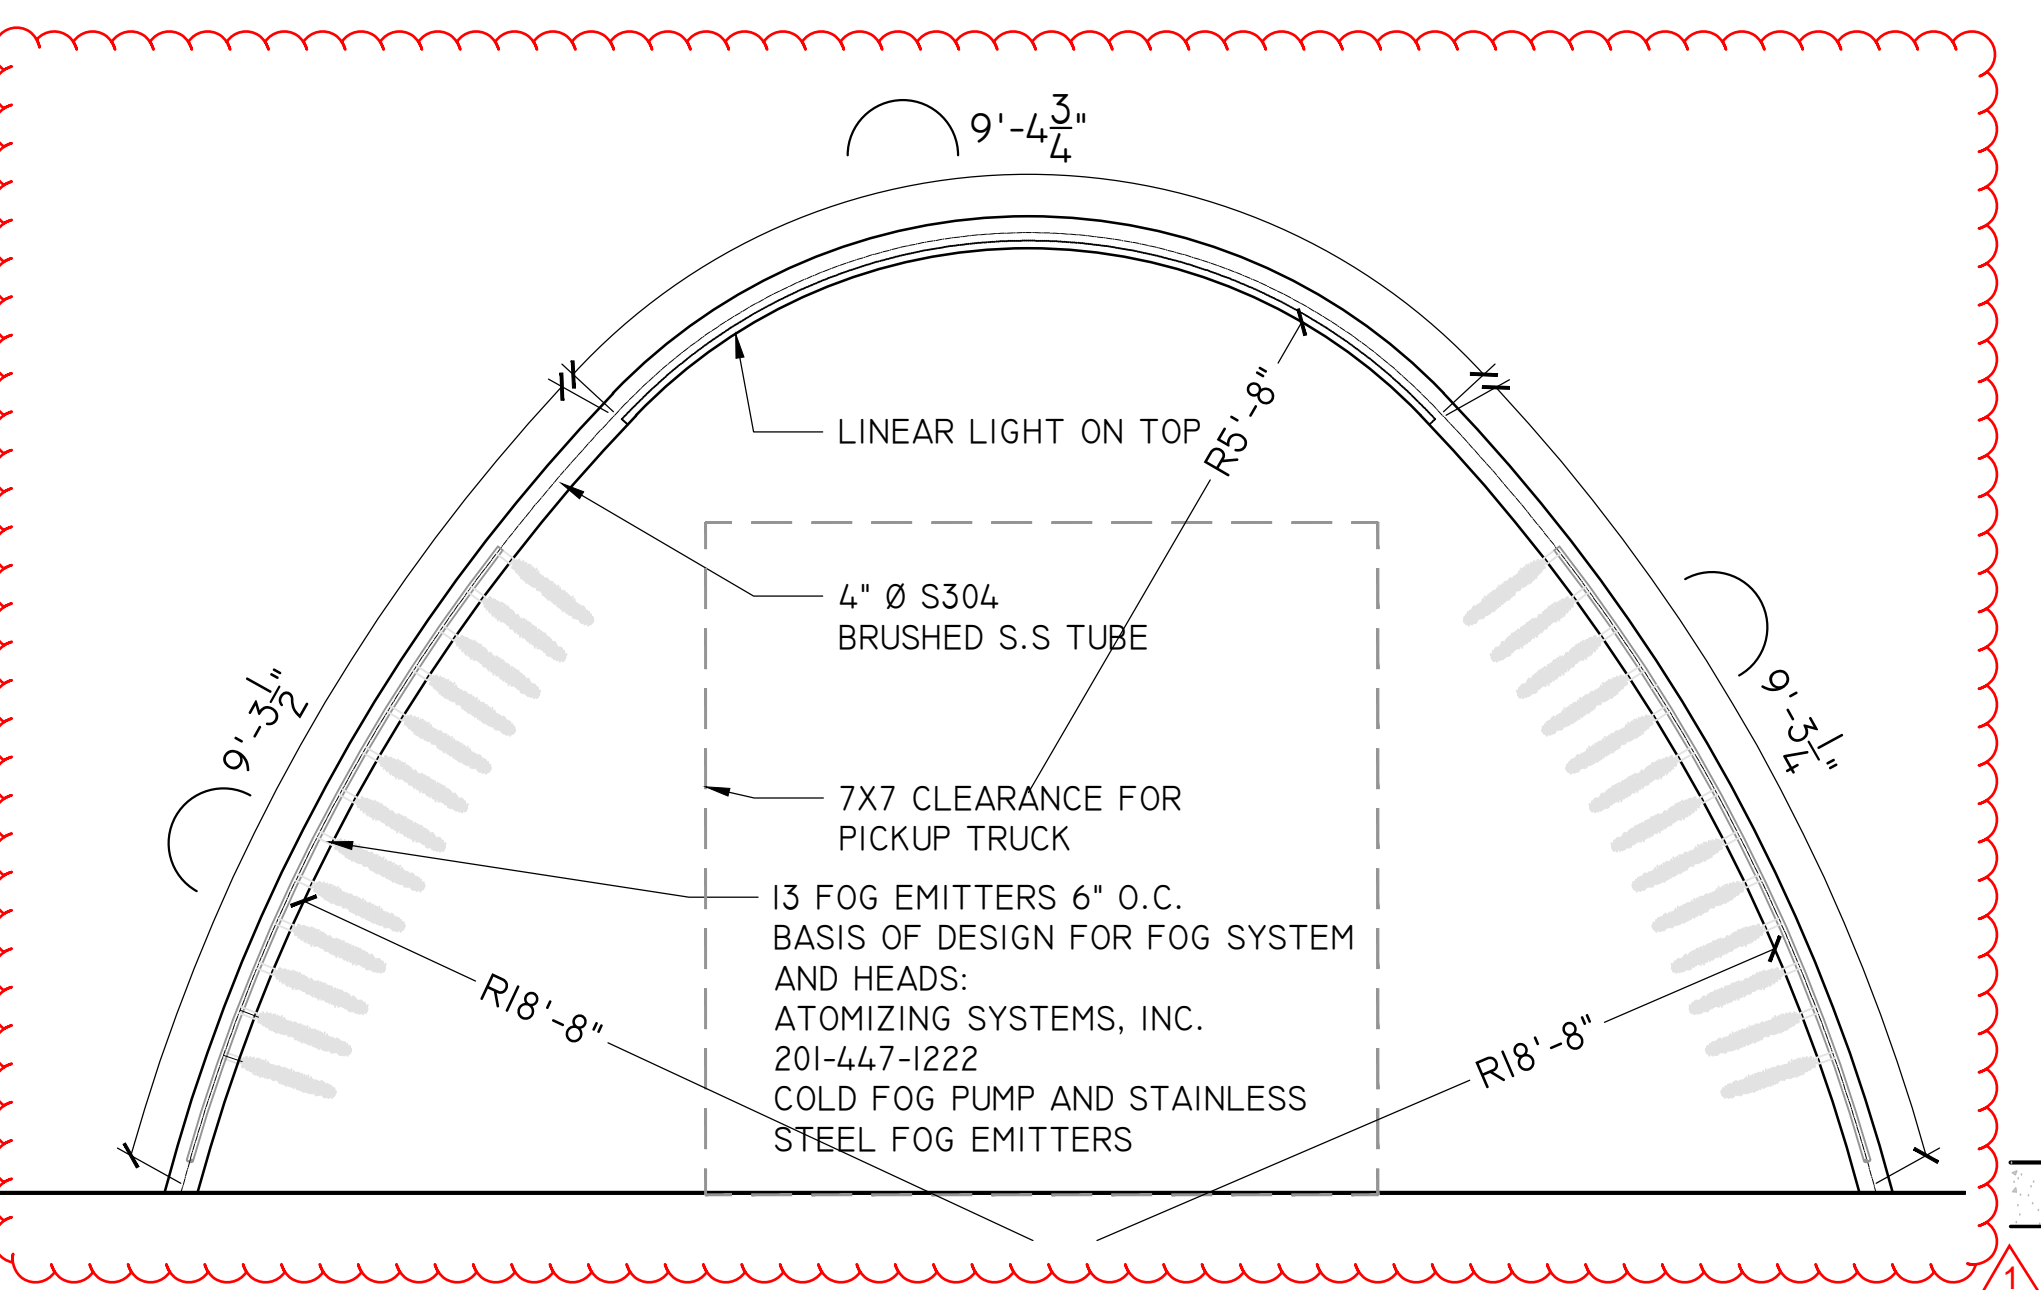 9'-4 3/4"
LINEAR LIGHT ON TOP
R5'-8"
4" Ø S304
BRUSHED S.S TUBE
9'-3 1/2"
9'-3 1/4"
7X7 CLEARANCE FOR
PICKUP TRUCK
13 FOG EMITTERS 6" O.C.
BASIS OF DESIGN FOR FOG SYSTEM
AND HEADS:
ATOMIZING SYSTEMS, INC.
201-447-1222
COLD FOG PUMP AND STAINLESS
STEEL FOG EMITTERS
R18'-8"
R18'-8"
1